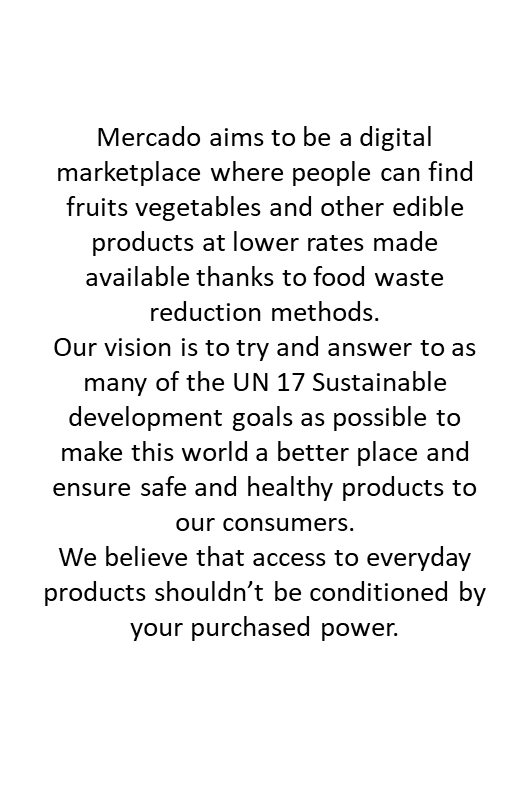 Mercado aims to be a digital
marketplace where people can find
fruits vegetables and other edible
products at lower rates made
available thanks to food waste
reduction methods.
Our vision is to try and answer to as
many of the UN 17 Sustainable
development goals as possible to
make this world a better place and
ensure safe and healthy products to
our consumers.
We believe that access to everyday
products shouldn’t be conditioned by
your purchased power.